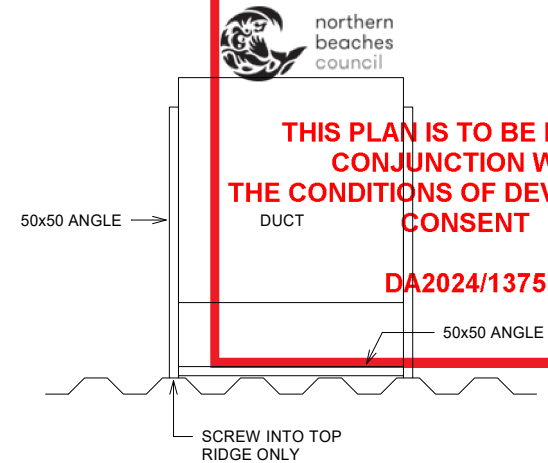 northern
beaches
council
THIS PLAN IS TO BE
CONJUNCTION
THE CONDITIONS OF
CONSENT
DA2024/1375
50x50 ANGLE
DUCT
50x50 ANGLE
SCREW INTO TOP
RIDGE ONLY